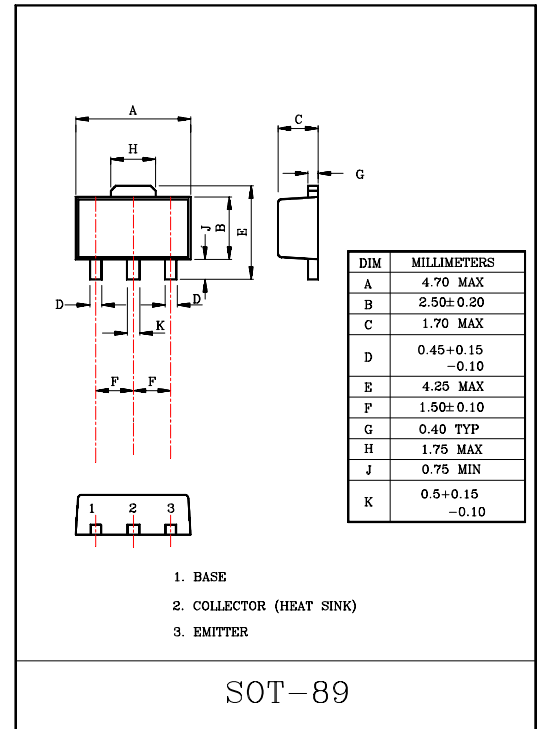 A
H
C
G
J
B
E
D
D
K
F
F
DIM MILLIMETERS
A 4.70 MAX
B 2.50±0.20
C 1.70 MAX
D 0.45+0.15
−0.10
E 4.25 MAX
F 1.50±0.10
G 0.40 TYP
H 1.75 MAX
J 0.75 MIN
K 0.5+0.15
−0.10
1 2 3
1. BASE
2. COLLECTOR (HEAT SINK)
3. EMITTER
SOT−89